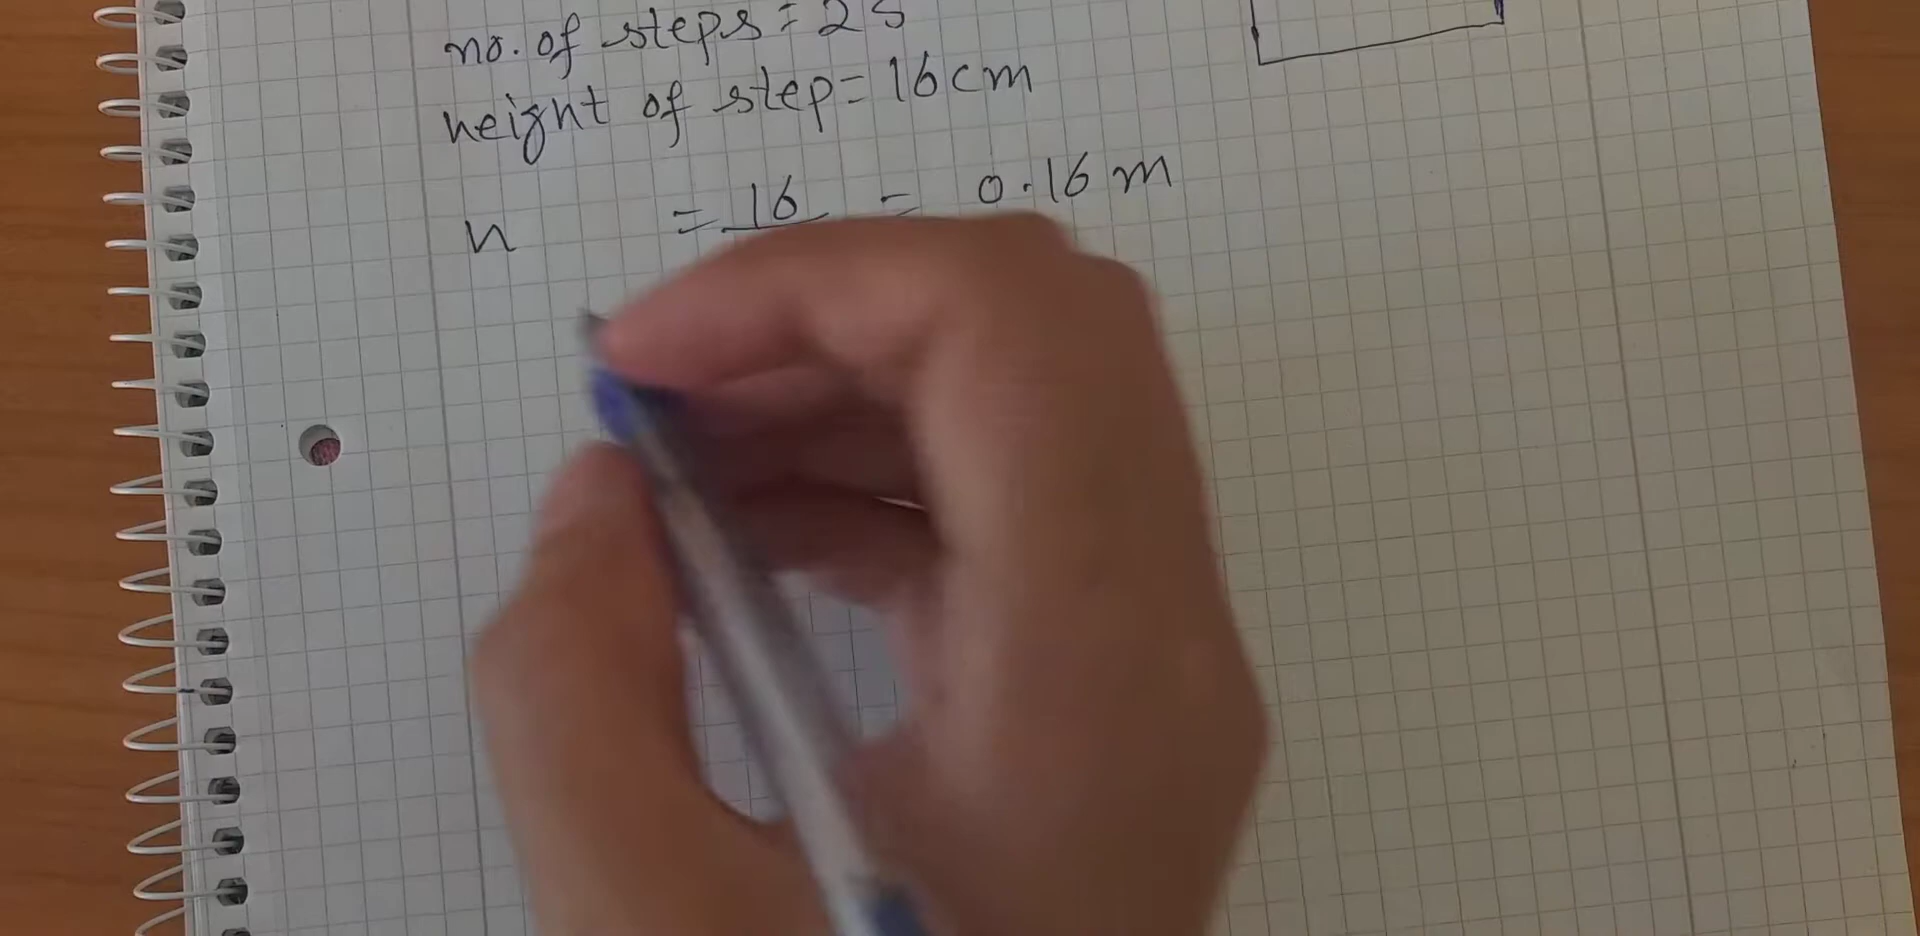 no. of steps = 25
height of step = 16 cm
h = 16 = 0.16 m